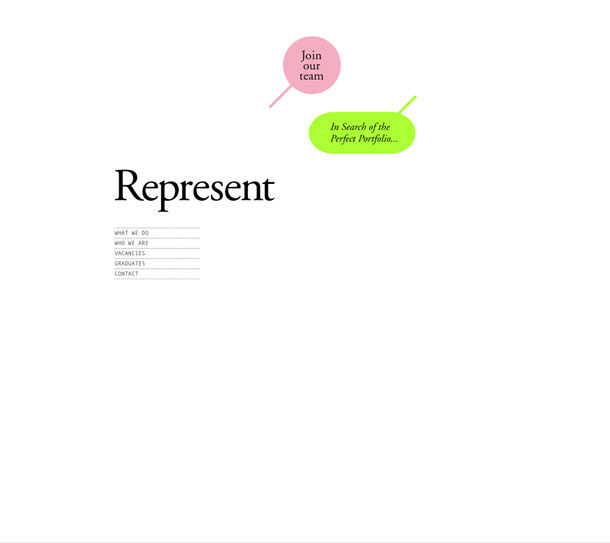 Join
our
team
In Search of the
Perfect Portfolio...
Represent
WHAT WE DO
WHO WE ARE
VACANCIES
GRADUATES
CONTACT